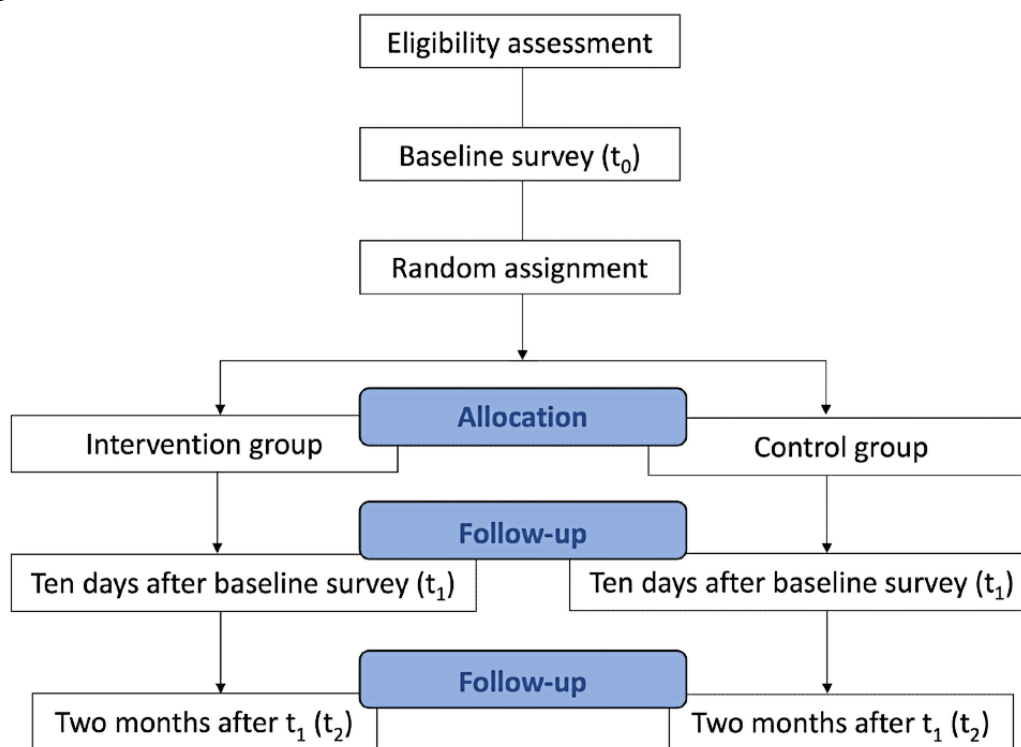 Eligibility assessment
Baseline survey (t₀)
Random assignment
Allocation
Intervention group
Control group
Follow-up
Ten days after baseline survey (t₁)
Ten days after baseline survey (t₁)
Follow-up
Two months after t₁ (t₂)
Two months after t₁ (t₂)